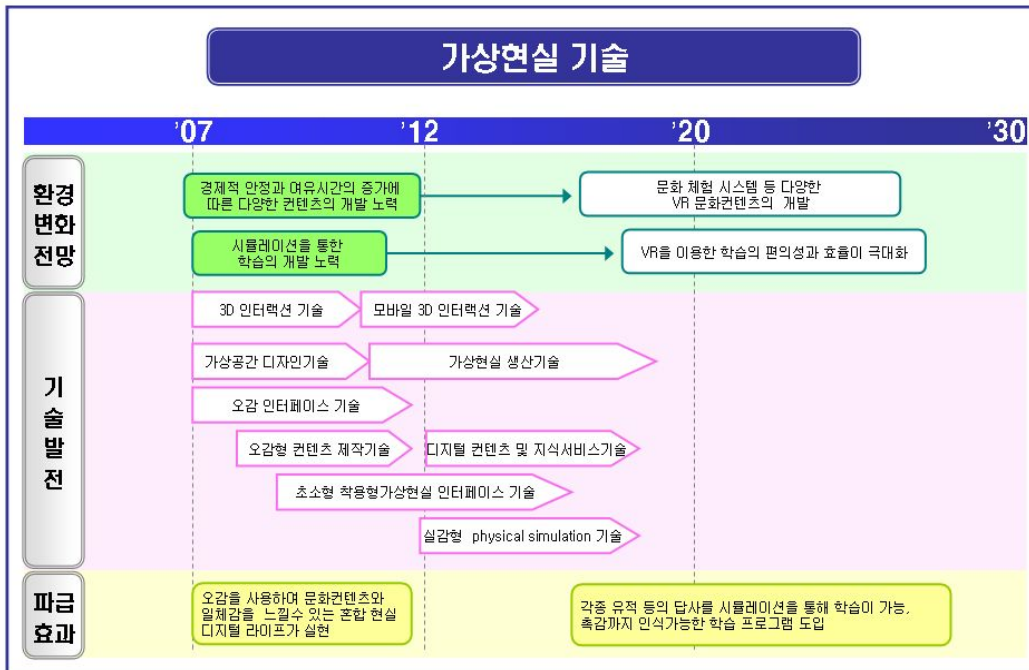 가상현실 기술
'07
'12
'20
'30
환경
변화
전망
경제적 안정과 여유시간의 증가에
따른 다양한 컨텐츠의 개발 노력
문화 체험 시스템 등 다양한
VR 문화컨텐츠의 개발
시뮬레이션을 통한
학습의 개발 노력
VR을 이용한 학습의 편의성과 효율이 극대화
기
술
발
전
3D 인터랙션 기술
모바일 3D 인터랙션 기술
가상공간 디자인기술
가상현실 생산기술
오감 인터페이스 기술
오감형 컨텐츠 제작기술
디지털 컨텐츠 및 지식서비스기술
초소형 착용형가상현실 인터페이스 기술
실감형 physical simulation 기술
파급
효과
오감을 사용하여 문화컨텐츠와
일체감을 느낄수 있는 혼합 현실
디지털 라이프가 실현
각종 유적 등의 답사를 시뮬레이션을 통해 학습이 가능,
촉감까지 인식가능한 학습 프로그램 도입